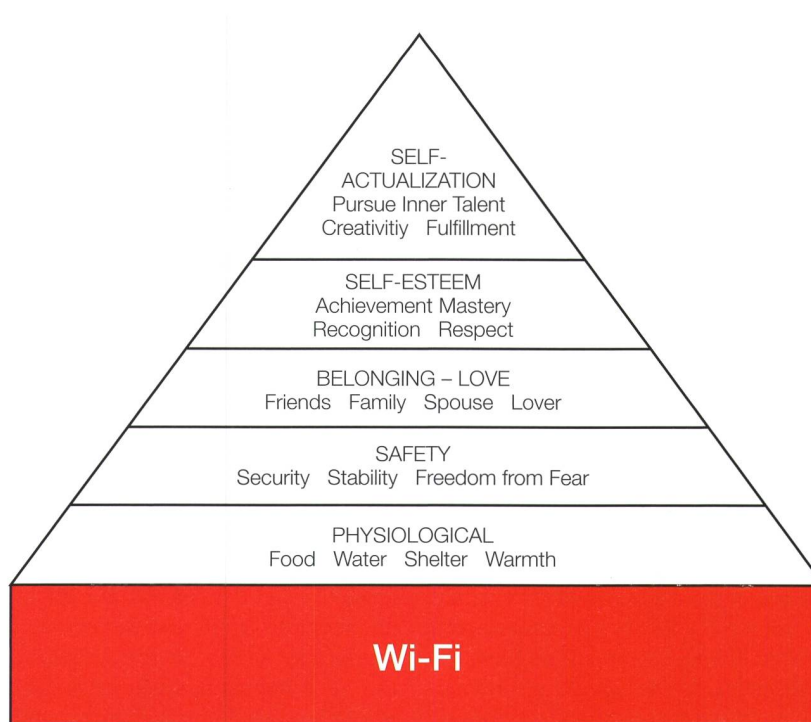 SELF-
ACTUALIZATION
Pursue Inner Talent
Creativitiy Fulfillment
SELF-ESTEEM
Achievement Mastery
Recognition Respect
BELONGING – LOVE
Friends Family Spouse Lover
SAFETY
Security Stability Freedom from Fear
PHYSIOLOGICAL
Food Water Shelter Warmth
Wi-Fi